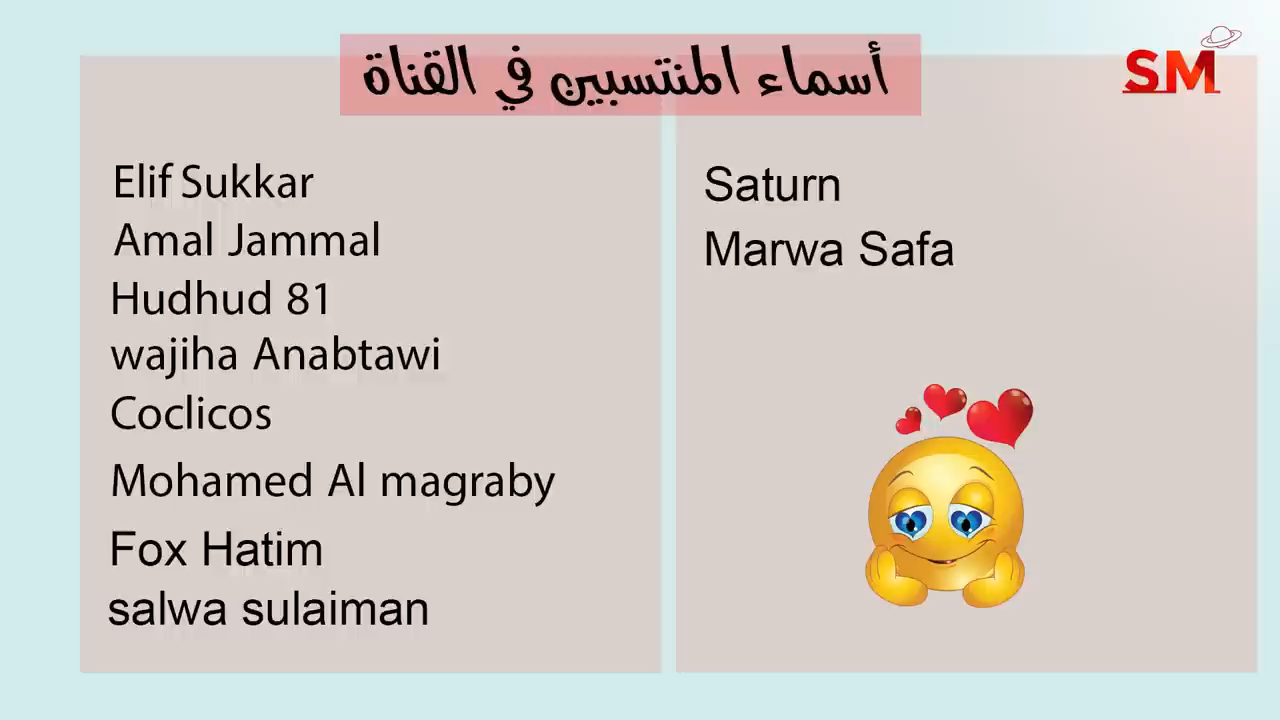 أسماء المنتسبين في القناة
SM
Elif Sukkar
Amal Jammal
Hudhud 81
wajiha Anabtawi
Coclicos
Mohamed Al magraby
Fox Hatim
salwa sulaiman
Saturn
Marwa Safa